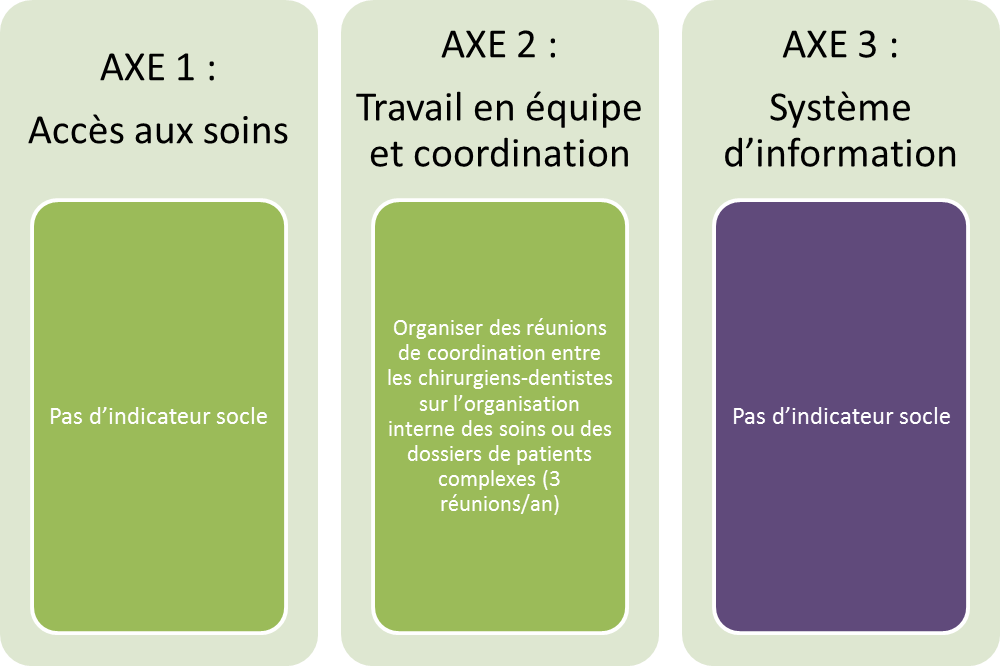 AXE 1 :
Accès aux soins
Pas d’indicateur socle
AXE 2 :
Travail en équipe
et coordination
Organiser des réunions
de coordination entre
les chirurgiens-dentistes
sur l’organisation
interne des soins ou des
dossiers de patients
complexes (3
réunions/an)
AXE 3 :
Système
d’information
Pas d’indicateur socle